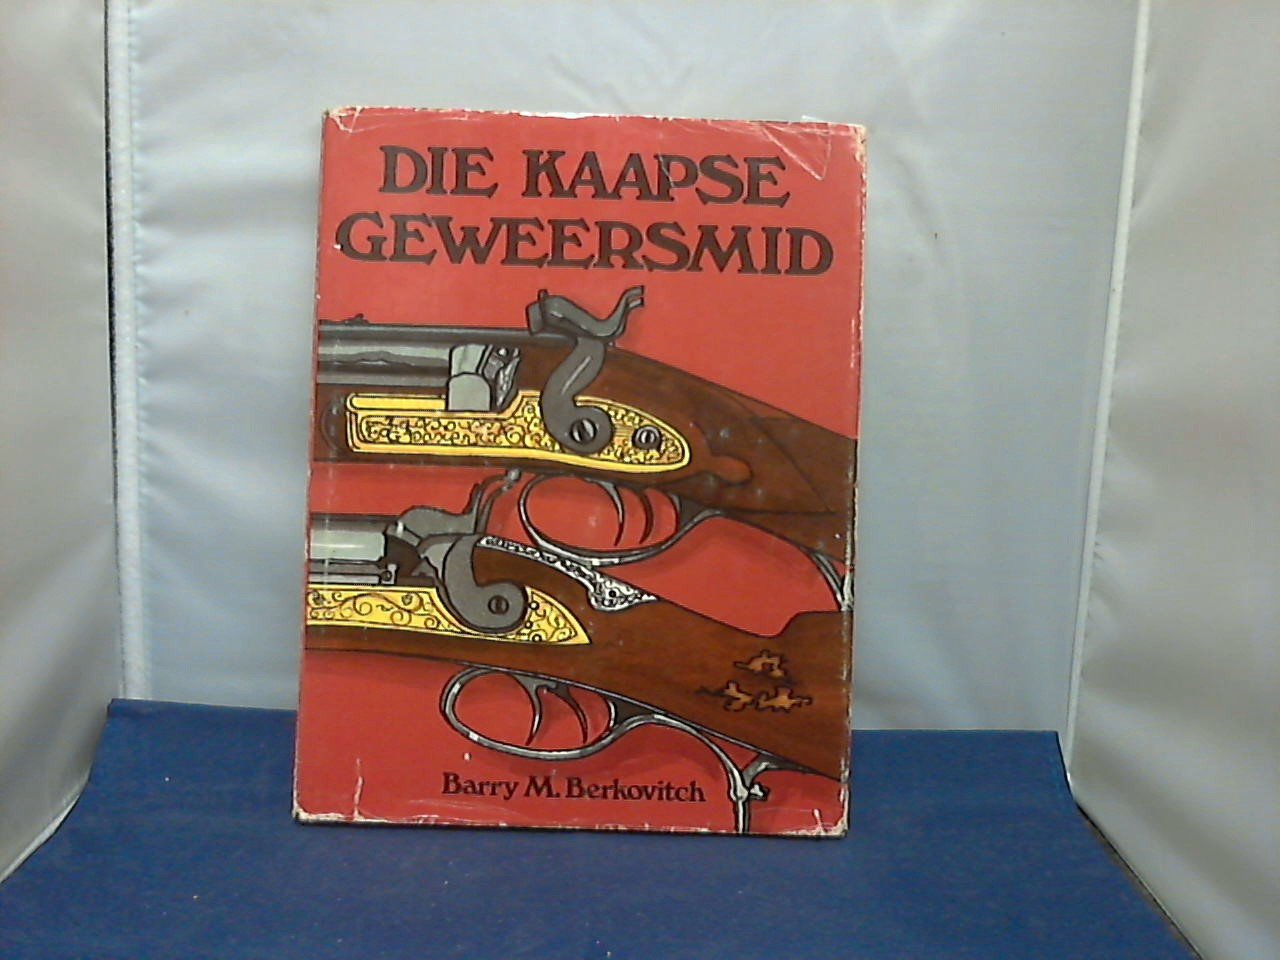 DIE KAAPSE
GEWEERSMID
Barry M. Berkovitch